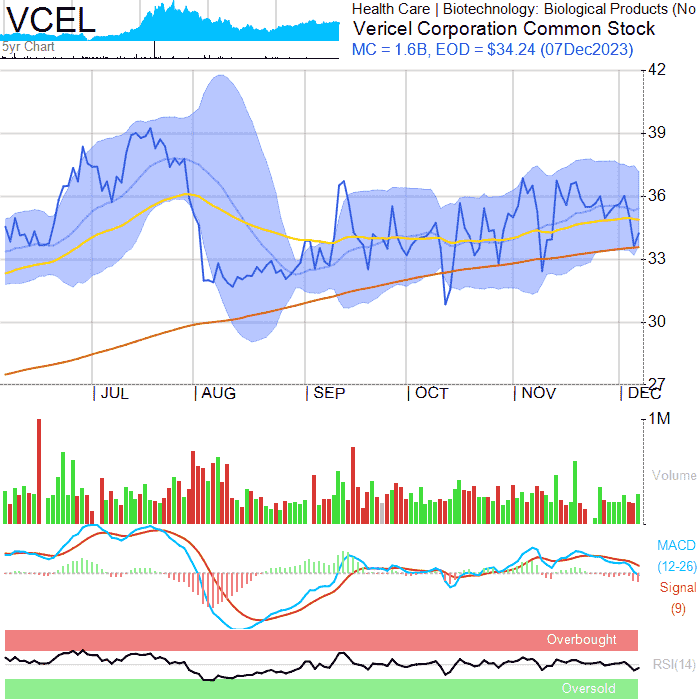 VCEL
5yr Chart
Health Care | Biotechnology: Biological Products (No
Vericel Corporation Common Stock
MC = 1.6B, EOD = $34.24 (07Dec2023)
42
39
36
33
30
27
JUL
AUG
SEP
OCT
NOV
DEC
1M
Volume
MACD
(12-26)
Signal
(9)
Overbought
RSI(14)
Oversold